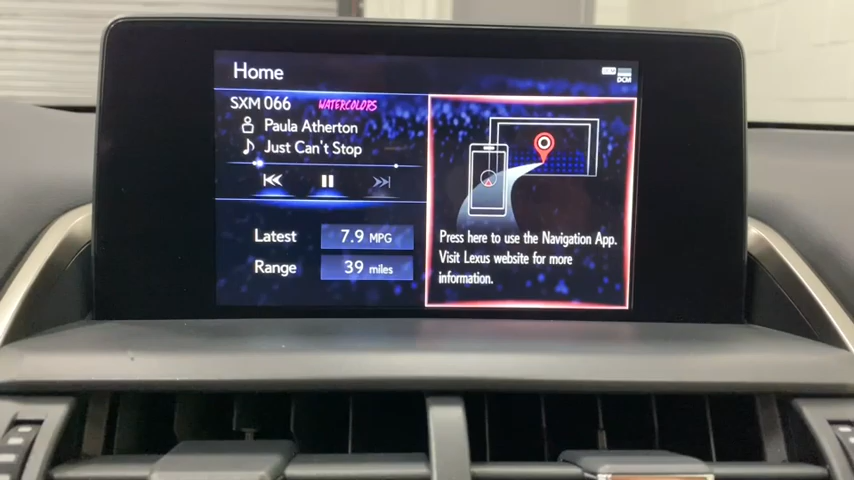 Home
DCM
SXM 066 WATERCOLORS
Paula Atherton
Just Can't Stop
Latest 7.9 MPG
Range 39 miles
Press here to use the Navigation App.
Visit Lexus website for more
information.